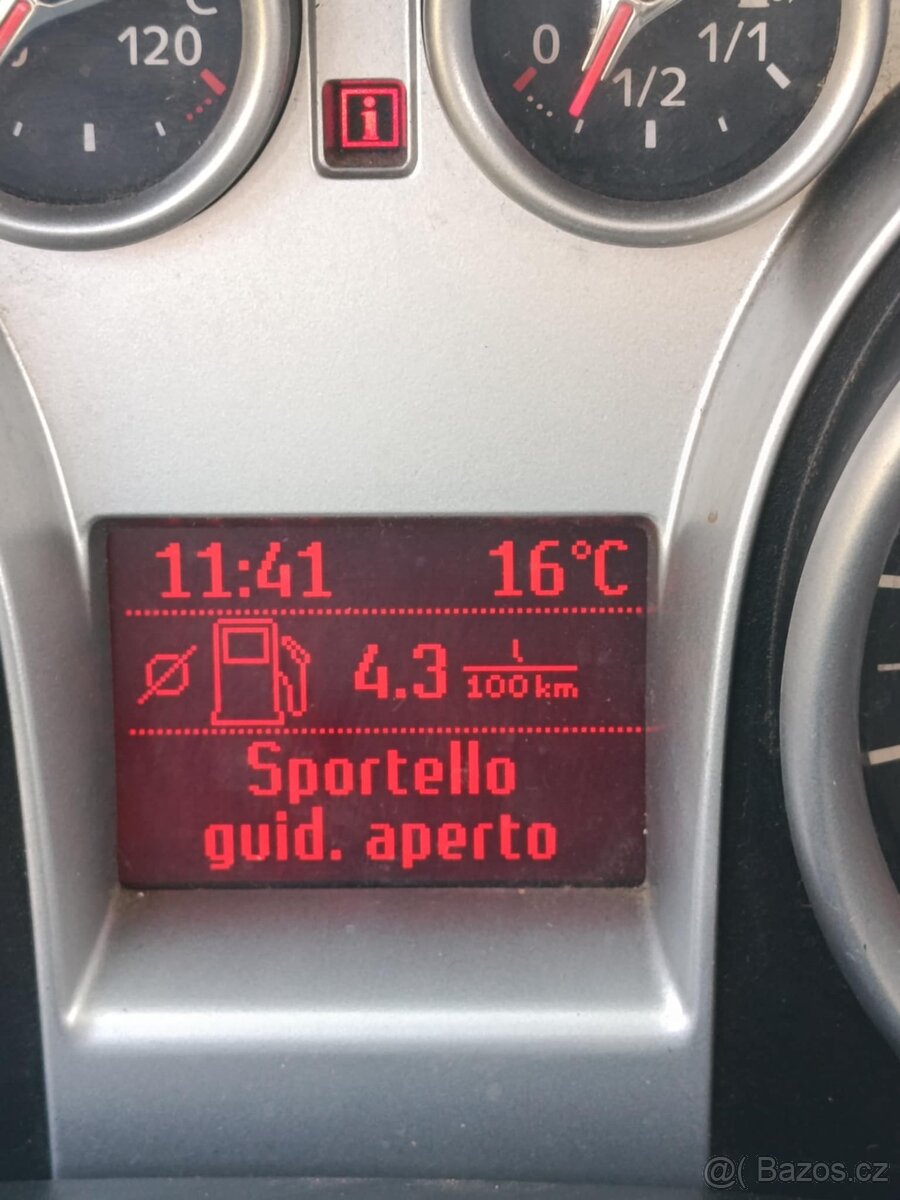 C
120
0
1/2
1/1
i
11:41 16°C
Ø 4.3 l/100km
Sportello
guid. aperto
@( Bazos.cz